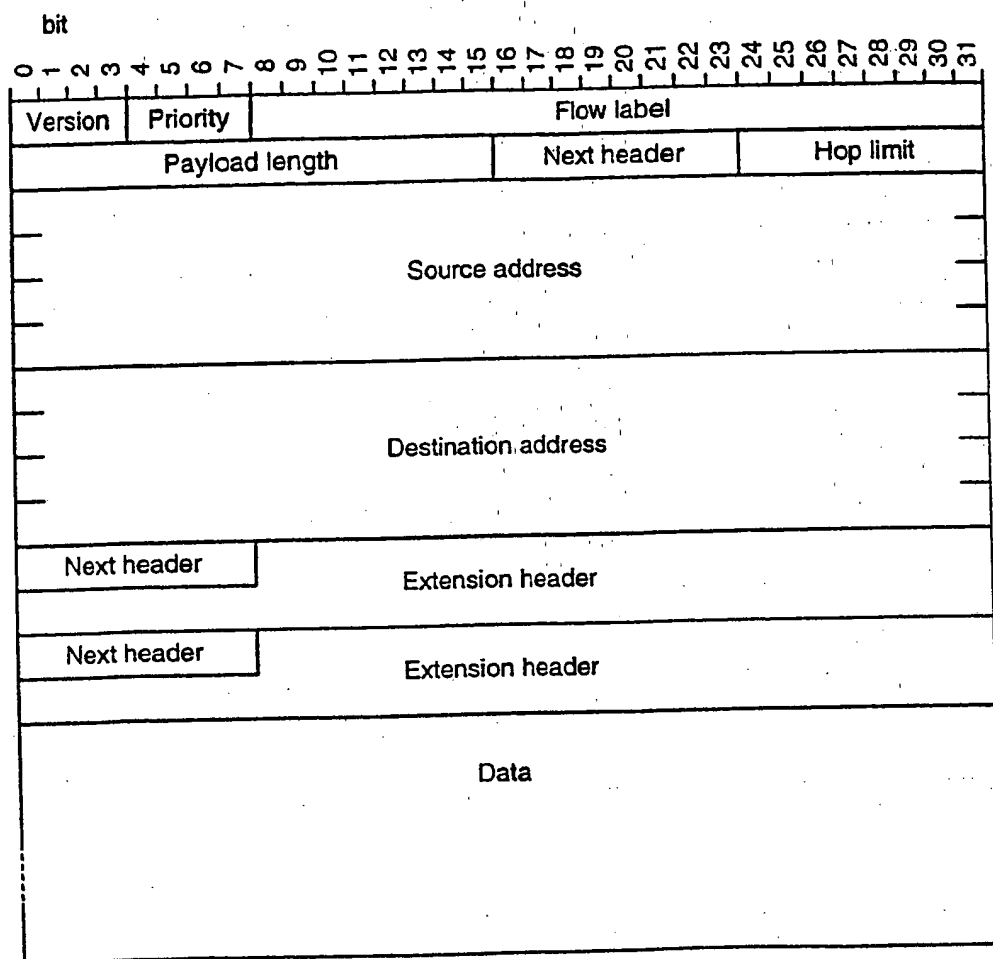 bit
0 1 2 3 4 5 6 7 8 9 10 11 12 13 14 15 16 17 18 19 20 21 22 23 24 25 26 27 28 29 30 31
Version Priority Flow label
Payload length Next header Hop limit
Source address
Destination address
Next header
Extension header
Next header
Extension header
Data